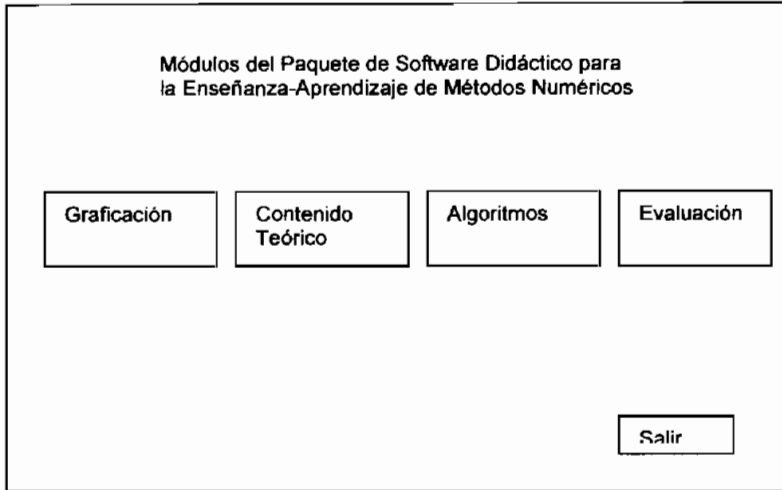 Módulos del Paquete de Software Didáctico para
la Enseñanza-Aprendizaje de Métodos Numéricos
Graficación
Contenido
Teórico
Algoritmos
Evaluación
Salir